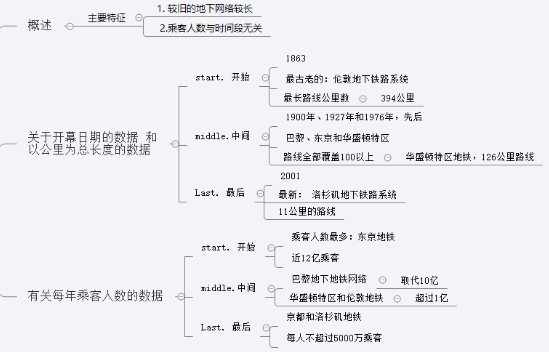 概述
主要特征
1. 较旧的地下网络较长
2.乘客人数与时间段无关
关于开幕日期的数据 和
以公里为总长度的数据
start. 开始
1863
最古老的: 伦敦地下铁路系统
最长路线公里数
394公里
middle.中间
1900年、1927年和1976年，先后
巴黎、东京和华盛顿特区
路线全部覆盖100以上
华盛顿特区地铁，126公里路线
Last. 最后
2001
最新: 洛杉矶地下铁路系统
11公里的路线
有关每年乘客人数的数据
start. 开始
乘客人数最多: 东京地铁
近12亿乘客
middle.中间
巴黎地下地铁网络
取代10亿
华盛顿特区和伦敦地铁
超过1亿
Last. 最后
京都和洛杉矶地铁
每人不超过5000万乘客